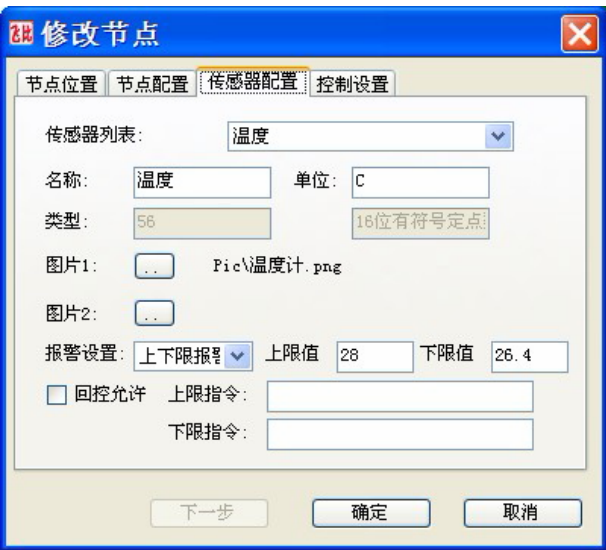 飞比 修改节点
节点位置 节点配置 传感器配置 控制设置
传感器列表: 温度
名称: 温度 单位: C
类型: 56 16位有符号定点
图片1: .. Pic\温度计.png
图片2: ..
报警设置: 上下限报警 上限值 28 下限值 26.4
回控允许 上限指令:
下限指令:
下一步 确定 取消